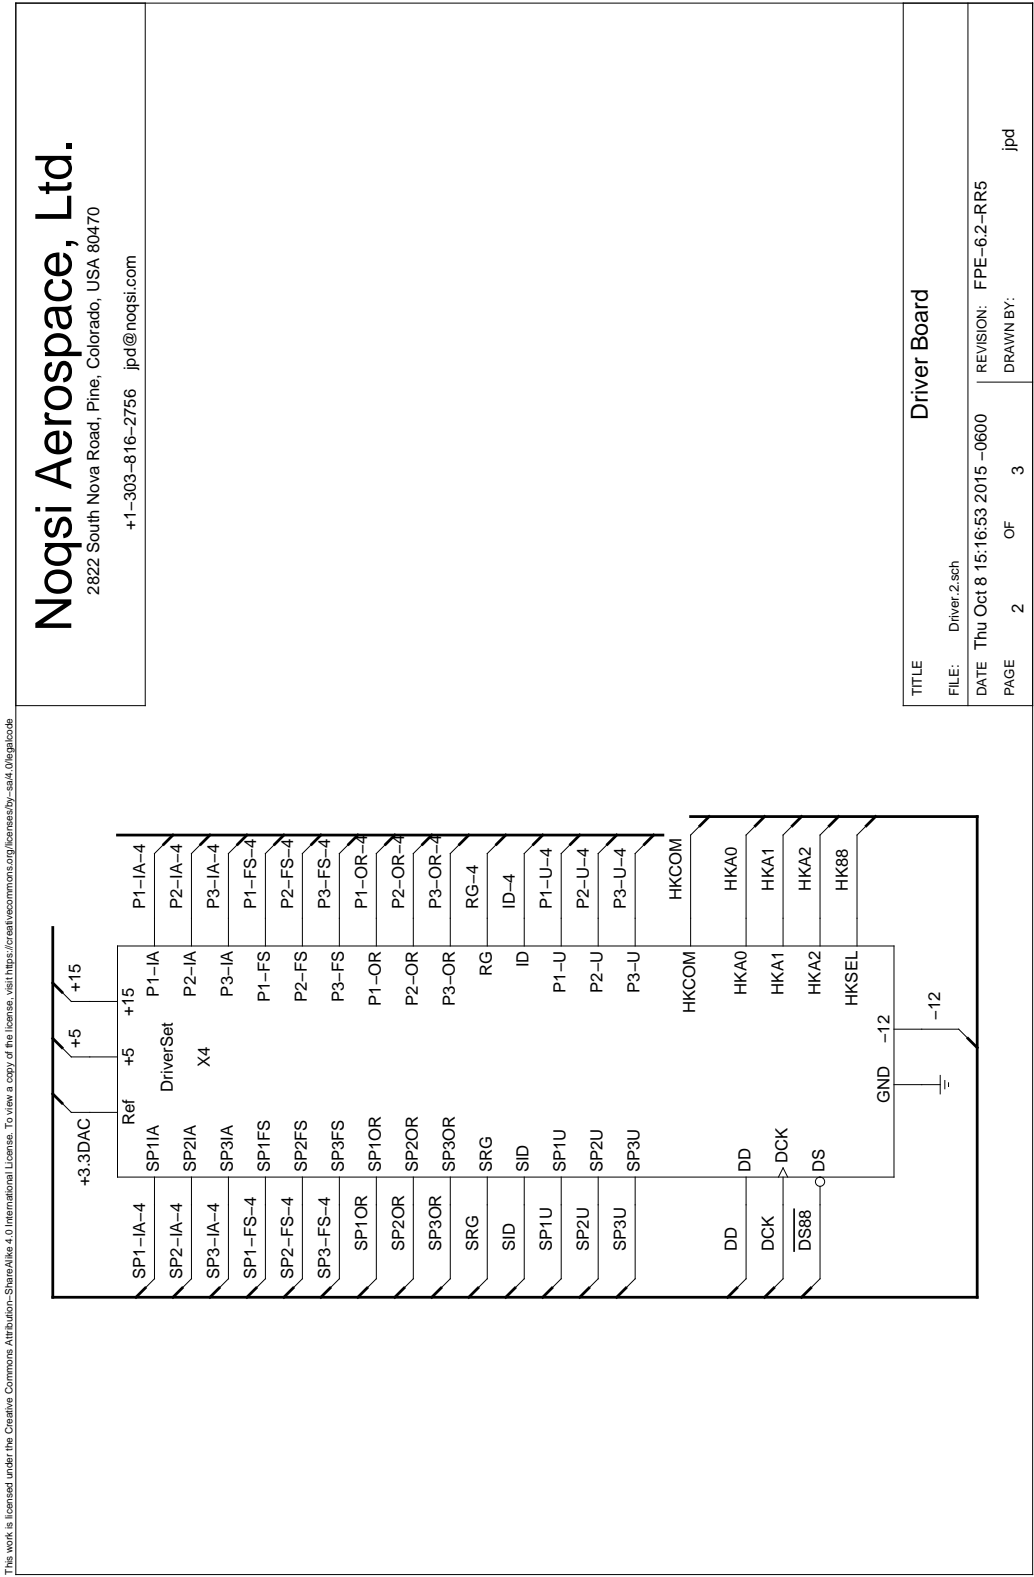 This work is licensed under the Creative Commons Attribution–ShareAlike 4.0 International License. To view a copy of the license, visit https://creativecommons.org/licenses/by–sa/4.0/legalcode
Noqsi Aerospace, Ltd.
2822 South Nova Road, Pine, Colorado, USA 80470
+1–303–816–2756 jpd@noqsi.com
+3.3DAC
+5
+15
Ref
+5
+15
DriverSet
X4
SP1–IA–4 SP1IA P1–IA P1–IA–4
SP2–IA–4 SP2IA P2–IA P2–IA–4
SP3–IA–4 SP3IA P3–IA P3–IA–4
SP1–FS–4 SP1FS P1–FS P1–FS–4
SP2–FS–4 SP2FS P2–FS P2–FS–4
SP3–FS–4 SP3FS P3–FS P3–FS–4
SP1OR SP1OR P1–OR P1–OR–4
SP2OR SP2OR P2–OR P2–OR–4
SP3OR SP3OR P3–OR P3–OR–4
SRG SRG RG RG–4
SID SID ID ID–4
SP1U SP1U P1–U P1–U–4
SP2U SP2U P2–U P2–U–4
SP3U SP3U P3–U P3–U–4
HKCOM HKCOM
DD DD HKA0 HKA0
DCK DCK HKA1 HKA1
DS88 DS HKA2 HKA2
HKSEL HK88
GND –12
–12
TITLE
Driver Board
FILE: Driver.2.sch
DATE Thu Oct 8 15:16:53 2015 –0600
REVISION: FPE–6.2–RR5
PAGE 2 OF 3
DRAWN BY: jpd